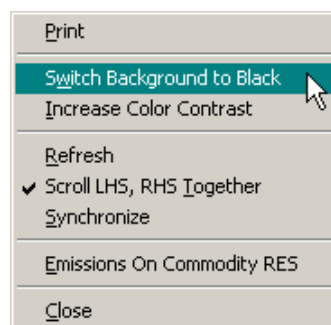 Print
Switch Background to Black
Increase Color Contrast
Refresh
Scroll LHS, RHS Together
Synchronize
Emissions On Commodity RES
Close